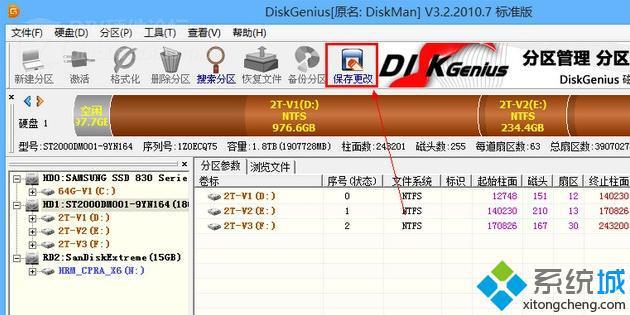 DiskGenius[原名: DiskMan] V3.2.2010.7 标准版
文件(F) 硬盘(D) 分区(P) 工具(T) 查看(V) 帮助(H)
新建分区 激活 格式化 删除分区 搜索分区 恢复文件 备份分区 保存更改
DISKGenius
分区管理 分区
DiskGenius 磁
空闲
97.7GB
2T-V1(D:)
NTFS
976.6GB
2T-V2(E:)
NTFS
234.4GB
硬盘 1
型号:ST2000DM001-9YN164 序列号:1Z0ECQ75 容量:1.8TB(1907728MB) 柱面数:243201 磁头数:255 每道扇区数:63 总扇区数:3907027
HD0:SAMSUNG SSD 830 Serie
64G-V1(C:)
HD1:ST2000DM001-9YN164(186
2T-V1(D:)
2T-V2(E:)
2T-V3(F:)
RD2:SanDiskExtreme(15GB)
HRM_CPRA_X6(N:)
分区参数 浏览文件
卷标 序号(状态) 文件系统 标识 起始柱面 磁头 扇区 终止柱面
2T-V1(D:) 0 NTFS 12748 151 12 140230
2T-V2(E:) 1 NTFS 140230 210 13 170826
2T-V3(F:) 2 NTFS 170826 167 30 243200
系统城
xitongcheng.com